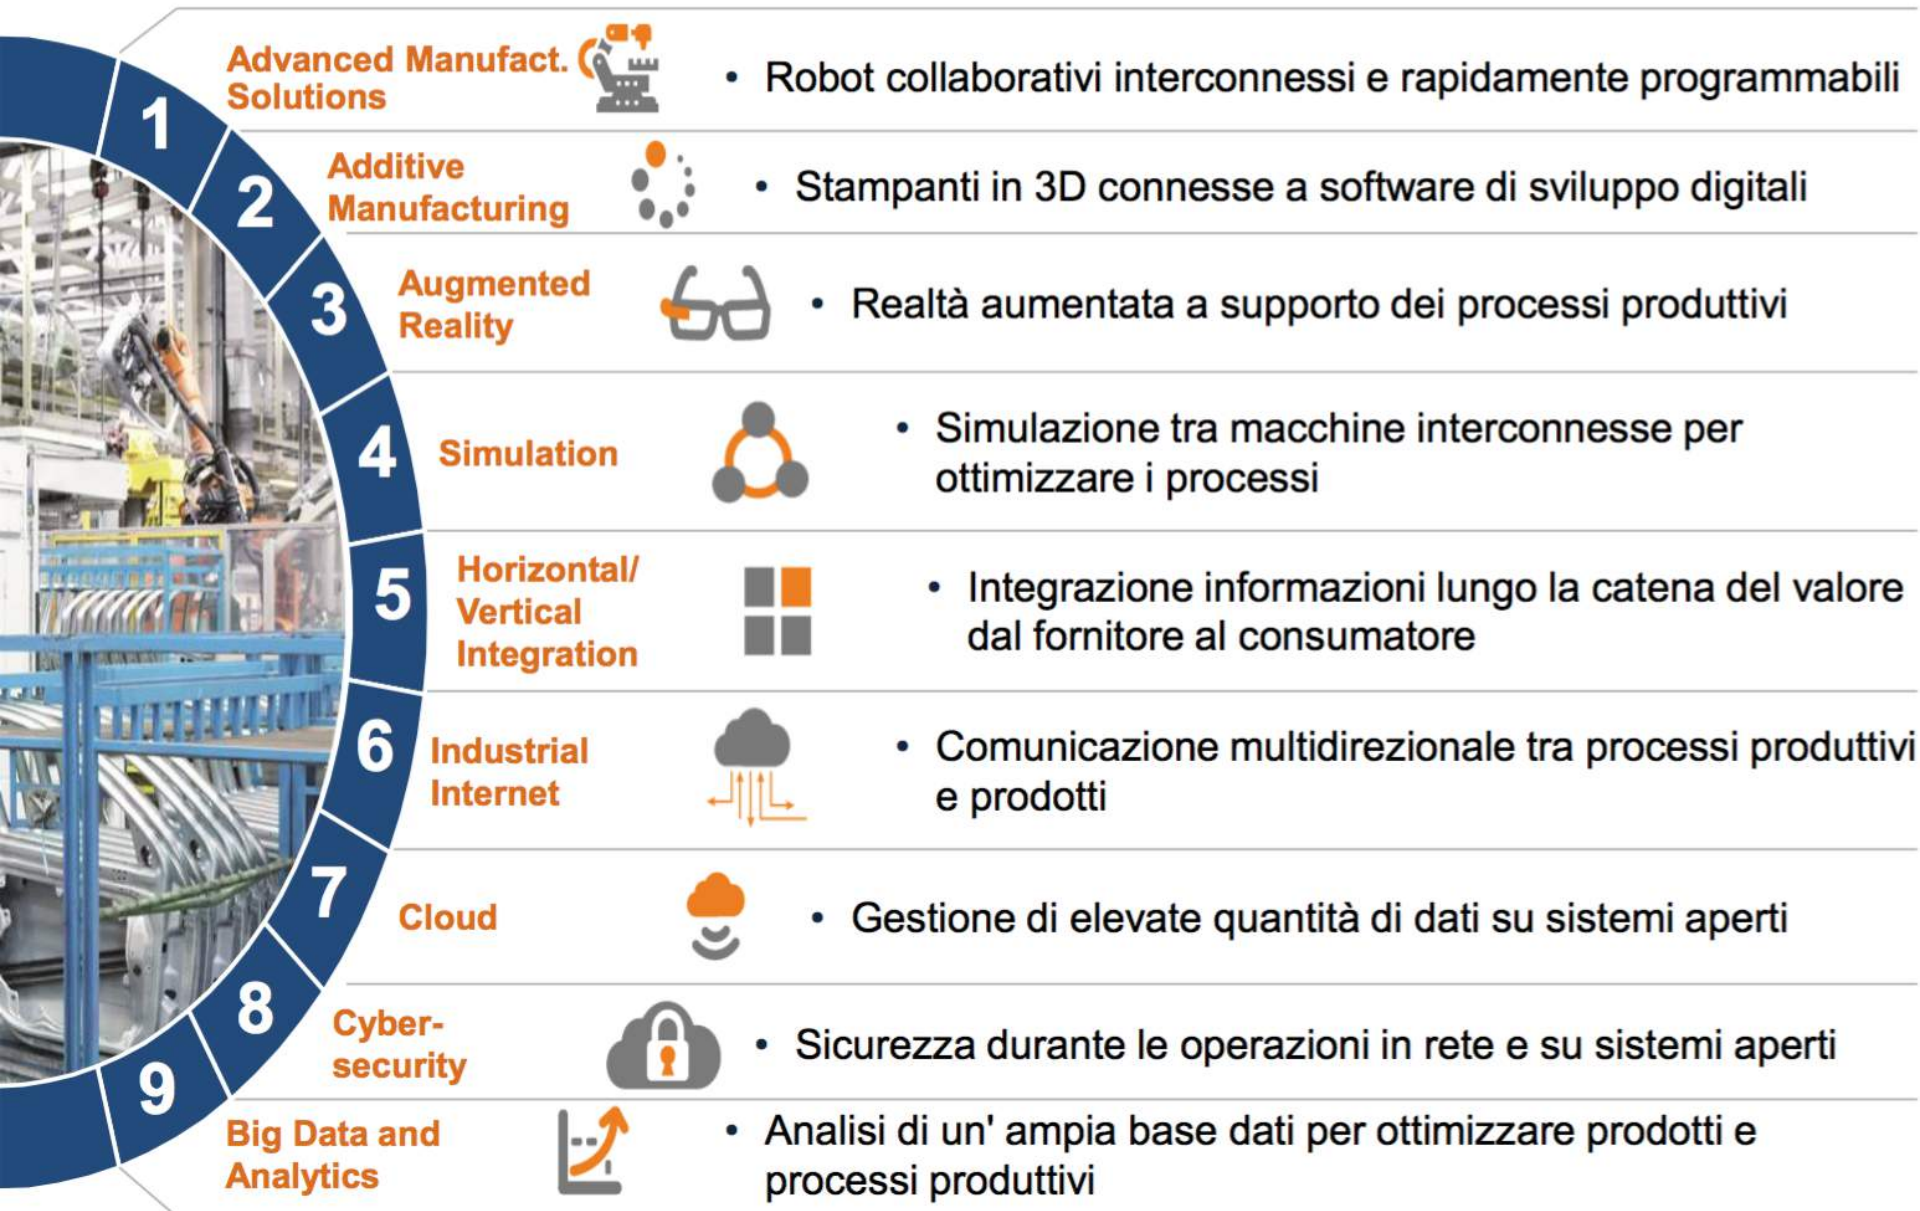 1
Advanced Manufact.
Solutions
• Robot collaborativi interconnessi e rapidamente programmabili
2
Additive
Manufacturing
• Stampanti in 3D connesse a software di sviluppo digitali
3
Augmented
Reality
• Realtà aumentata a supporto dei processi produttivi
4
Simulation
• Simulazione tra macchine interconnesse per
ottimizzare i processi
5
Horizontal/
Vertical
Integration
• Integrazione informazioni lungo la catena del valore
dal fornitore al consumatore
6
Industrial
Internet
• Comunicazione multidirezionale tra processi produttivi
e prodotti
7
Cloud
• Gestione di elevate quantità di dati su sistemi aperti
8
Cyber-
security
• Sicurezza durante le operazioni in rete e su sistemi aperti
9
Big Data and
Analytics
• Analisi di un' ampia base dati per ottimizzare prodotti e
processi produttivi